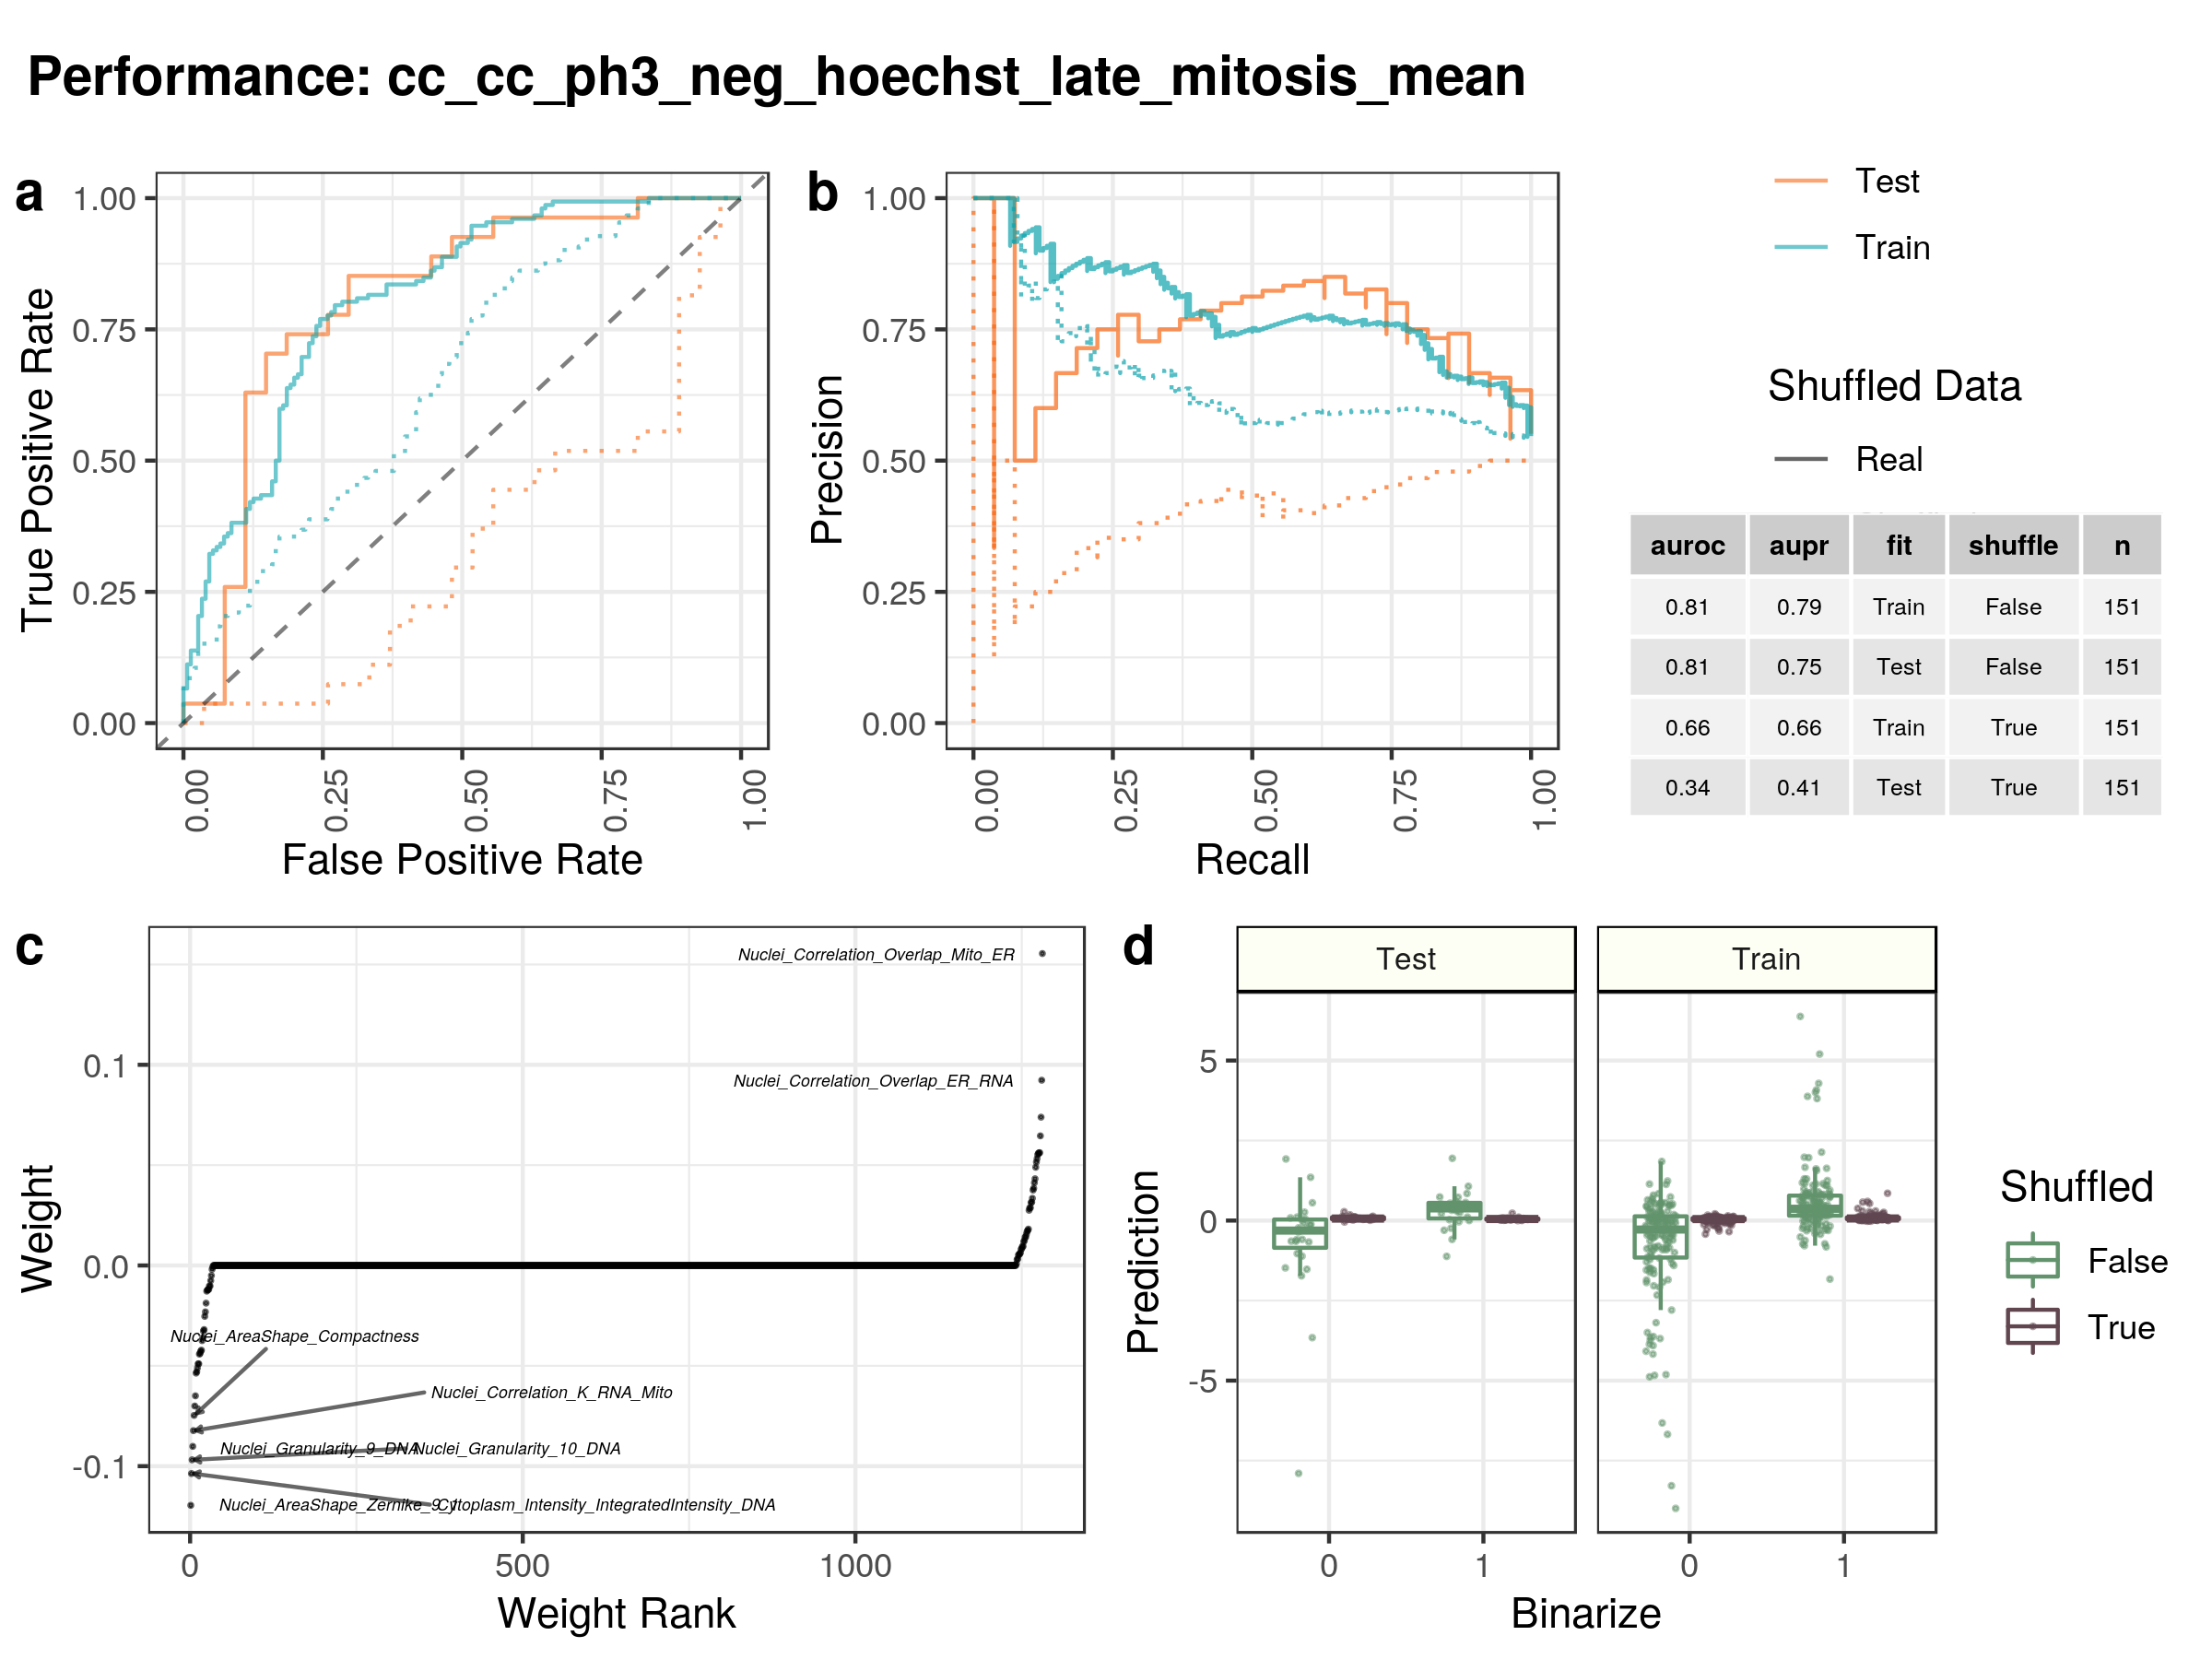 Performance: cc_cc_ph3_neg_hoechst_late_mitosis_mean
a
1.00
0.75
0.50
0.25
0.00
True Positive Rate
0.00
0.25
0.50
0.75
1.00
False Positive Rate
b
1.00
0.75
0.50
0.25
0.00
Precision
0.00
0.25
0.50
0.75
1.00
Recall
Test
Train
Shuffled Data
Real
auroc aupr fit shuffle n
0.81 0.79 Train False 151
0.81 0.75 Test False 151
0.66 0.66 Train True 151
0.34 0.41 Test True 151
c
0.1
0.0
-0.1
Weight
Nuclei_Correlation_Overlap_Mito_ER
Nuclei_Correlation_Overlap_ER_RNA
Nuclei_AreaShape_Compactness
Nuclei_Correlation_K_RNA_Mito
Nuclei_Granularity_9_DNA
Nuclei_Granularity_10_DNA
Nuclei_AreaShape_Zernike_9_1
Cytoplasm_Intensity_IntegratedIntensity_DNA
0
500
1000
Weight Rank
d
Test
Train
5
0
-5
Prediction
0
1
0
1
Binarize
Shuffled
False
True